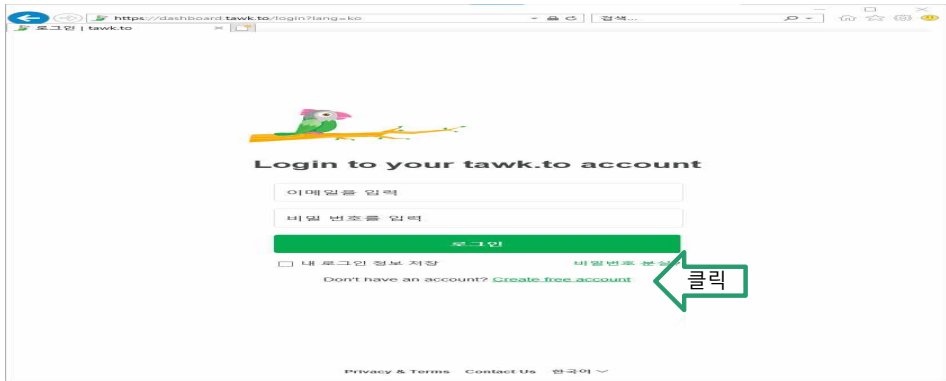 https://dashboard.tawk.to/login?lang=ko
검색...
로그인 | tawk.to
Login to your tawk.to account
이메일을 입력
비밀 번호를 입력
로그인
내 로그인 정보 저장 비밀번호 분실
Don't have an account? Create free account
클릭
Privacy & Terms Contact Us 한국어